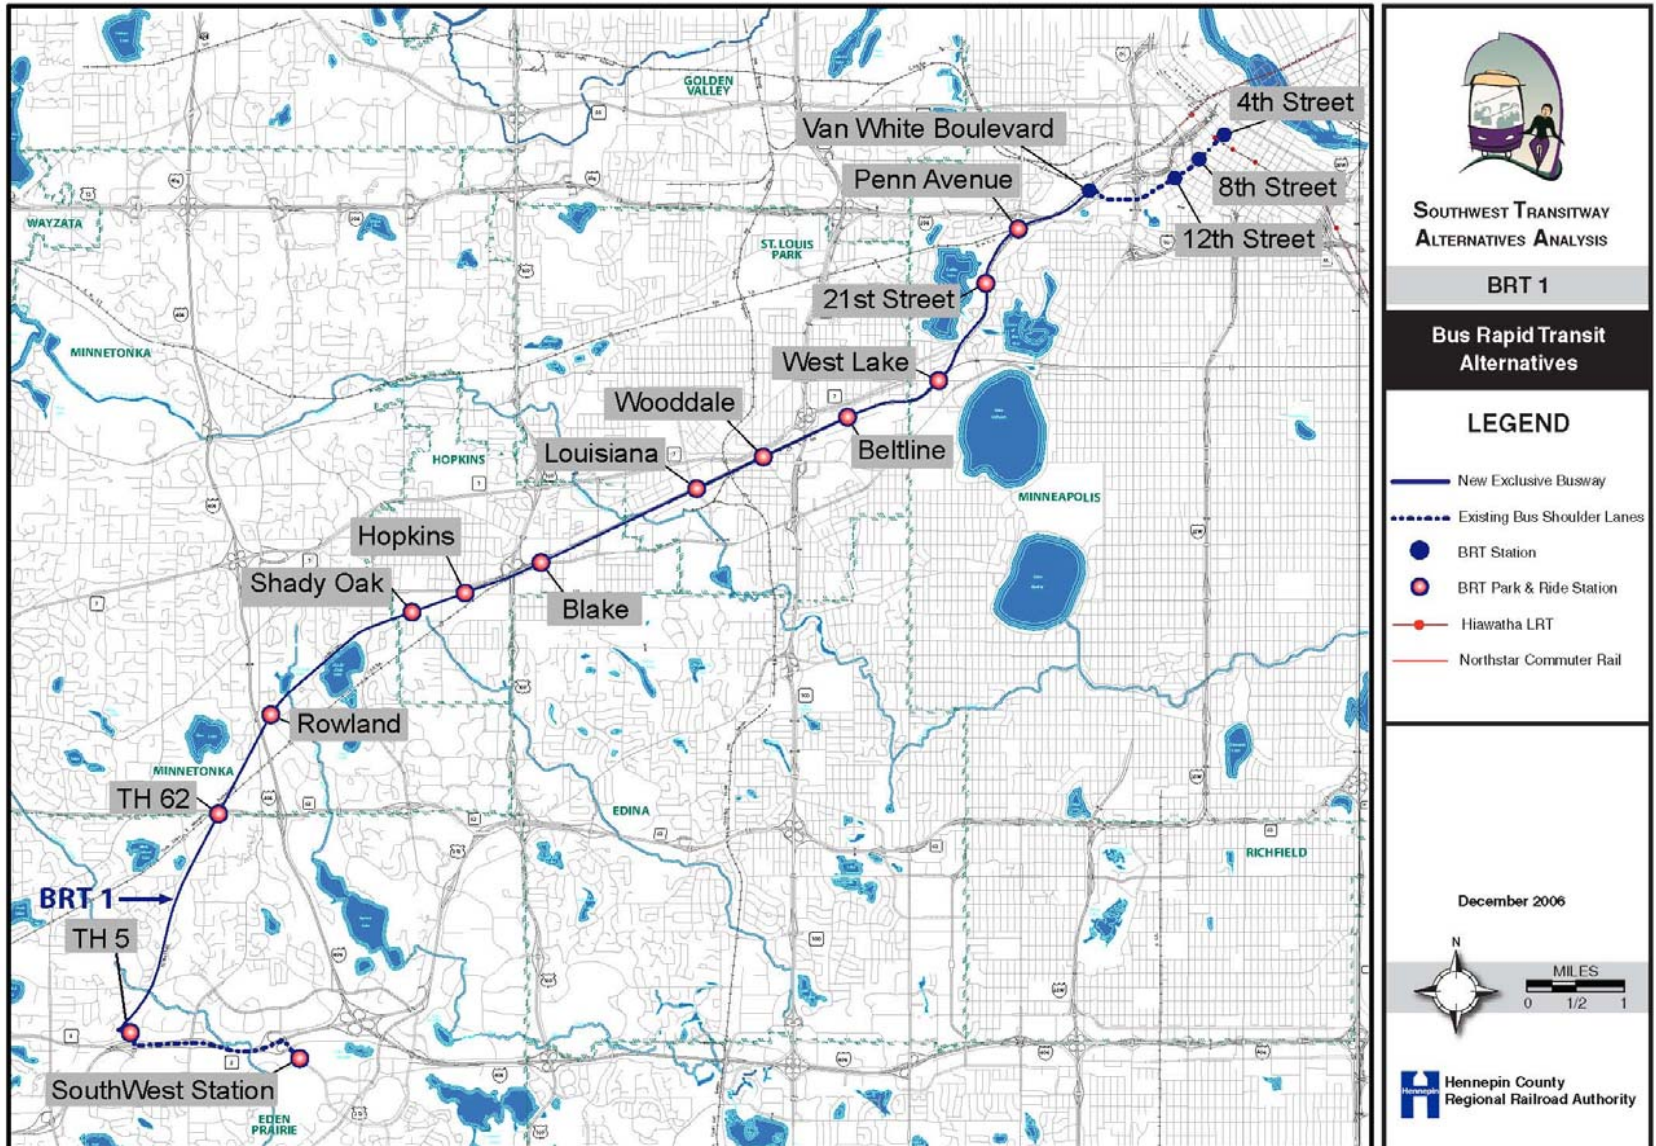 GOLDEN
VALLEY
4th Street
Van White Boulevard
Penn Avenue
8th Street
WAYZATA
ST. LOUIS
PARK
12th Street
21st Street
MINNETONKA
West Lake
Wooddale
HOPKINS
Louisiana
Beltline
MINNEAPOLIS
Hopkins
Shady Oak
Blake
Rowland
MINNETONKA
TH 62
EDINA
RICHFIELD
BRT 1
TH 5
SouthWest Station
EDEN
PRAIRIE
SOUTHWEST TRANSITWAY
ALTERNATIVES ANALYSIS
BRT 1
Bus Rapid Transit
Alternatives
LEGEND
New Exclusive Busway
Existing Bus Shoulder Lanes
BRT Station
BRT Park & Ride Station
Hiawatha LRT
Northstar Commuter Rail
December 2006
N
MILES
0 1/2 1
Hennepin
Hennepin County
Regional Railroad Authority